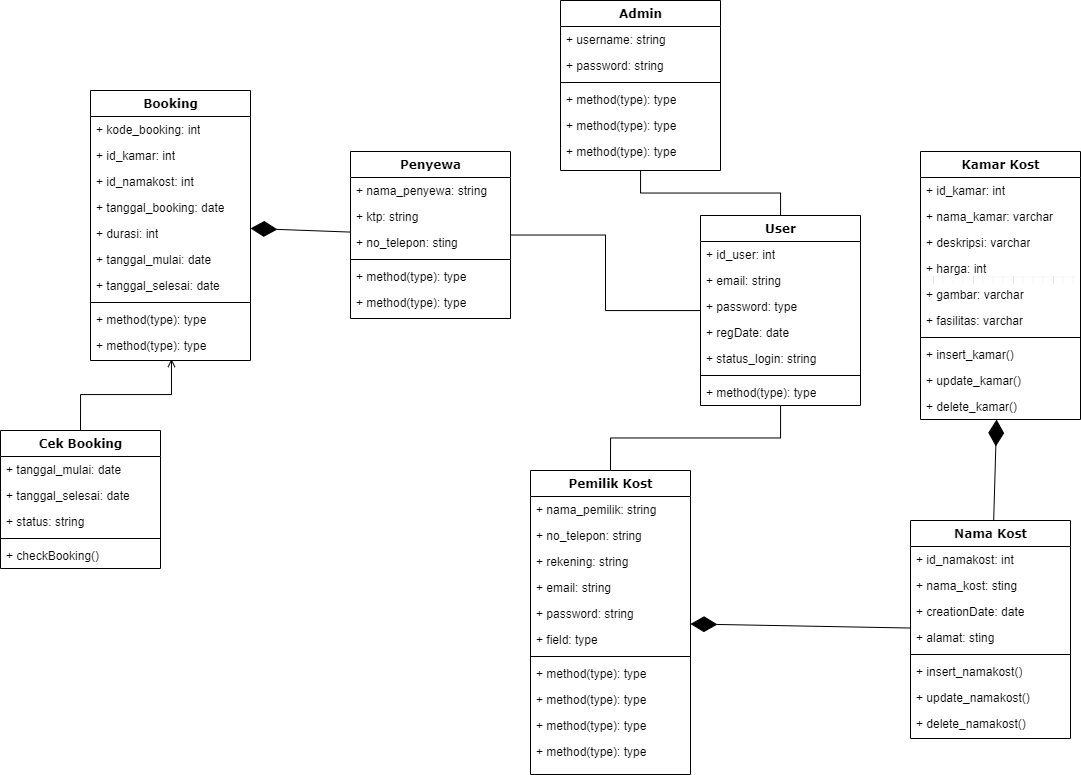 Admin
+ username: string
+ password: string
+ method(type): type
+ method(type): type
+ method(type): type
Booking
+ kode_booking: int
+ id_kamar: int
+ id_namakost: int
+ tanggal_booking: date
+ durasi: int
+ tanggal_mulai: date
+ tanggal_selesai: date
+ method(type): type
+ method(type): type
Penyewa
+ nama_penyewa: string
+ ktp: string
+ no_telepon: sting
+ method(type): type
+ method(type): type
User
+ id_user: int
+ email: string
+ password: type
+ regDate: date
+ status_login: string
+ method(type): type
Kamar Kost
+ id_kamar: int
+ nama_kamar: varchar
+ deskripsi: varchar
+ harga: int
+ gambar: varchar
+ fasilitas: varchar
+ insert_kamar()
+ update_kamar()
+ delete_kamar()
Cek Booking
+ tanggal_mulai: date
+ tanggal_selesai: date
+ status: string
+ checkBooking()
Pemilik Kost
+ nama_pemilik: string
+ no_telepon: string
+ rekening: string
+ email: string
+ password: string
+ field: type
+ method(type): type
+ method(type): type
+ method(type): type
+ method(type): type
Nama Kost
+ id_namakost: int
+ nama_kost: sting
+ creationDate: date
+ alamat: sting
+ insert_namakost()
+ update_namakost()
+ delete_namakost()